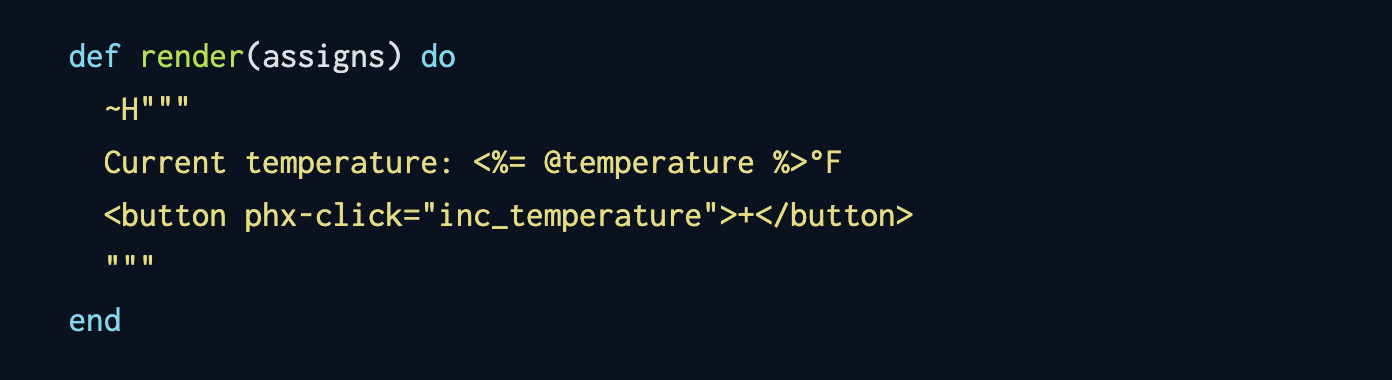 def render(assigns) do
  ~H"""
  Current temperature: <%= @temperature %>°F
  <button phx-click="inc_temperature">+</button>
  """
end